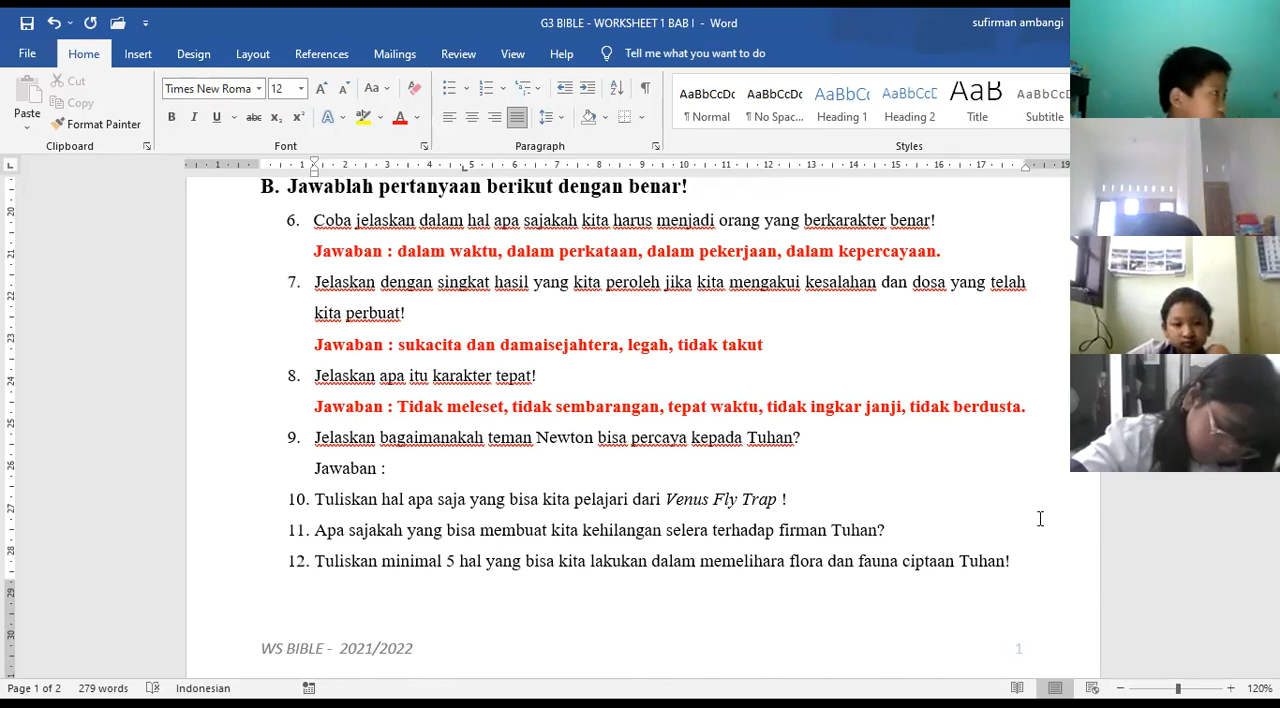 G3 BIBLE - WORKSHEET 1 BAB I - Word
sufirman ambangi
File Home Insert Design Layout References Mailings Review View Help Tell me what you want to do
Paste
Cut
Copy
Format Painter
Clipboard
Times New Roma 12
Font
Paragraph
AaBbCcDc AaBbCcDc AaBbC AaBbCcD AaB AaBbCcD
¶ Normal ¶ No Spac... Heading 1 Heading 2 Title Subtitle
Styles
B. Jawablah pertanyaan berikut dengan benar!
6. Coba jelaskan dalam hal apa sajakah kita harus menjadi orang yang berkarakter benar!
Jawaban : dalam waktu, dalam perkataan, dalam pekerjaan, dalam kepercayaan.
7. Jelaskan dengan singkat hasil yang kita peroleh jika kita mengakui kesalahan dan dosa yang telah
kita perbuat!
Jawaban : sukacita dan damaisejahtera, legah, tidak takut
8. Jelaskan apa itu karakter tepat!
Jawaban : Tidak meleset, tidak sembarangan, tepat waktu, tidak ingkar janji, tidak berdusta.
9. Jelaskan bagaimanakah teman Newton bisa percaya kepada Tuhan?
Jawaban :
10. Tuliskan hal apa saja yang bisa kita pelajari dari Venus Fly Trap !
11. Apa sajakah yang bisa membuat kita kehilangan selera terhadap firman Tuhan?
12. Tuliskan minimal 5 hal yang bisa kita lakukan dalam memelihara flora dan fauna ciptaan Tuhan!
WS BIBLE - 2021/2022 1
Page 1 of 2 279 words Indonesian 120%